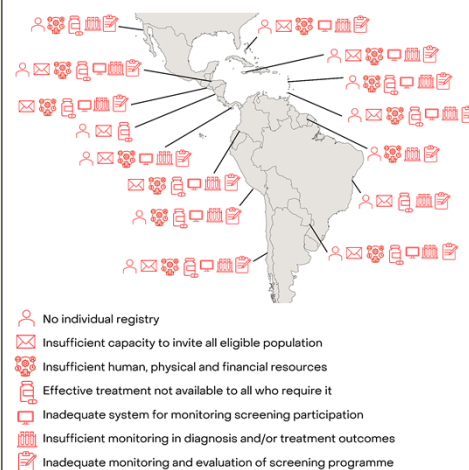 No individual registry
Insufficient capacity to invite all eligible population
Insufficient human, physical and financial resources
Effective treatment not available to all who require it
Inadequate system for monitoring screening participation
Insufficient monitoring in diagnosis and/or treatment outcomes
Inadequate monitoring and evaluation of screening programme